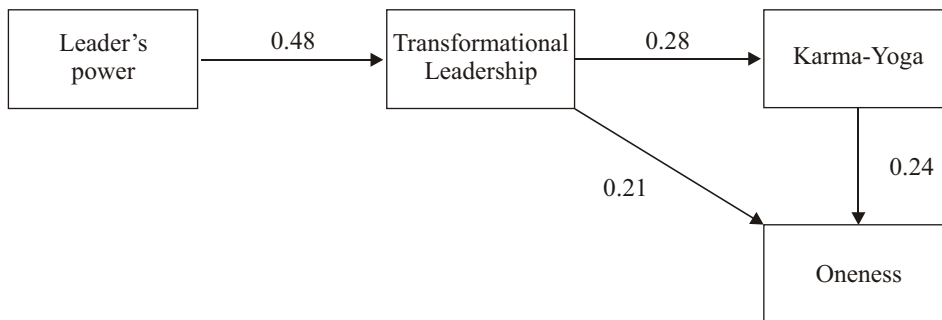 Leader's
power
0.48
Transformational
Leadership
0.28
Karma-Yoga
0.21
0.24
Oneness